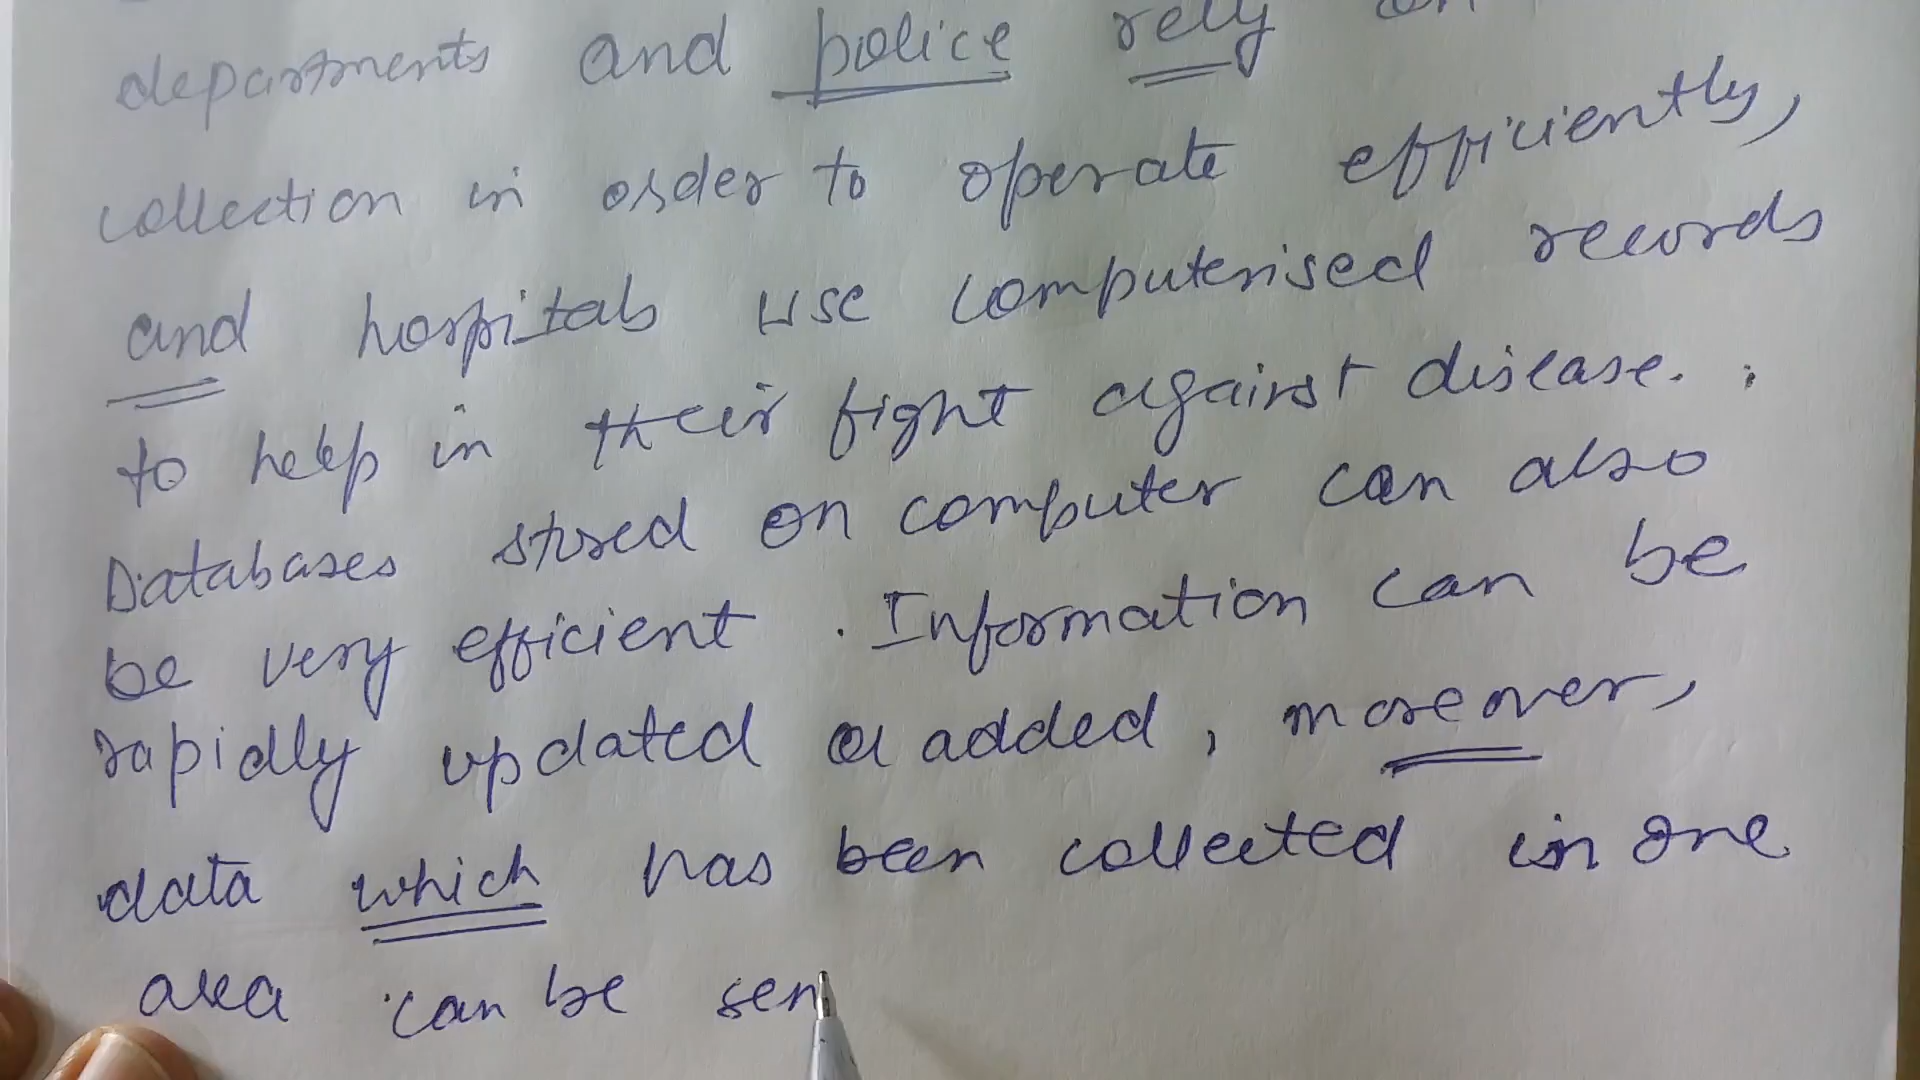 departments and police rely on
collection in order to operate efficiently,
and hospitals use computerised records
to help in their fight against disease.
Databases stored on computer can also
be very efficient. Information can be
rapidly updated or added, moreover,
data which has been collected in one
area can be sen